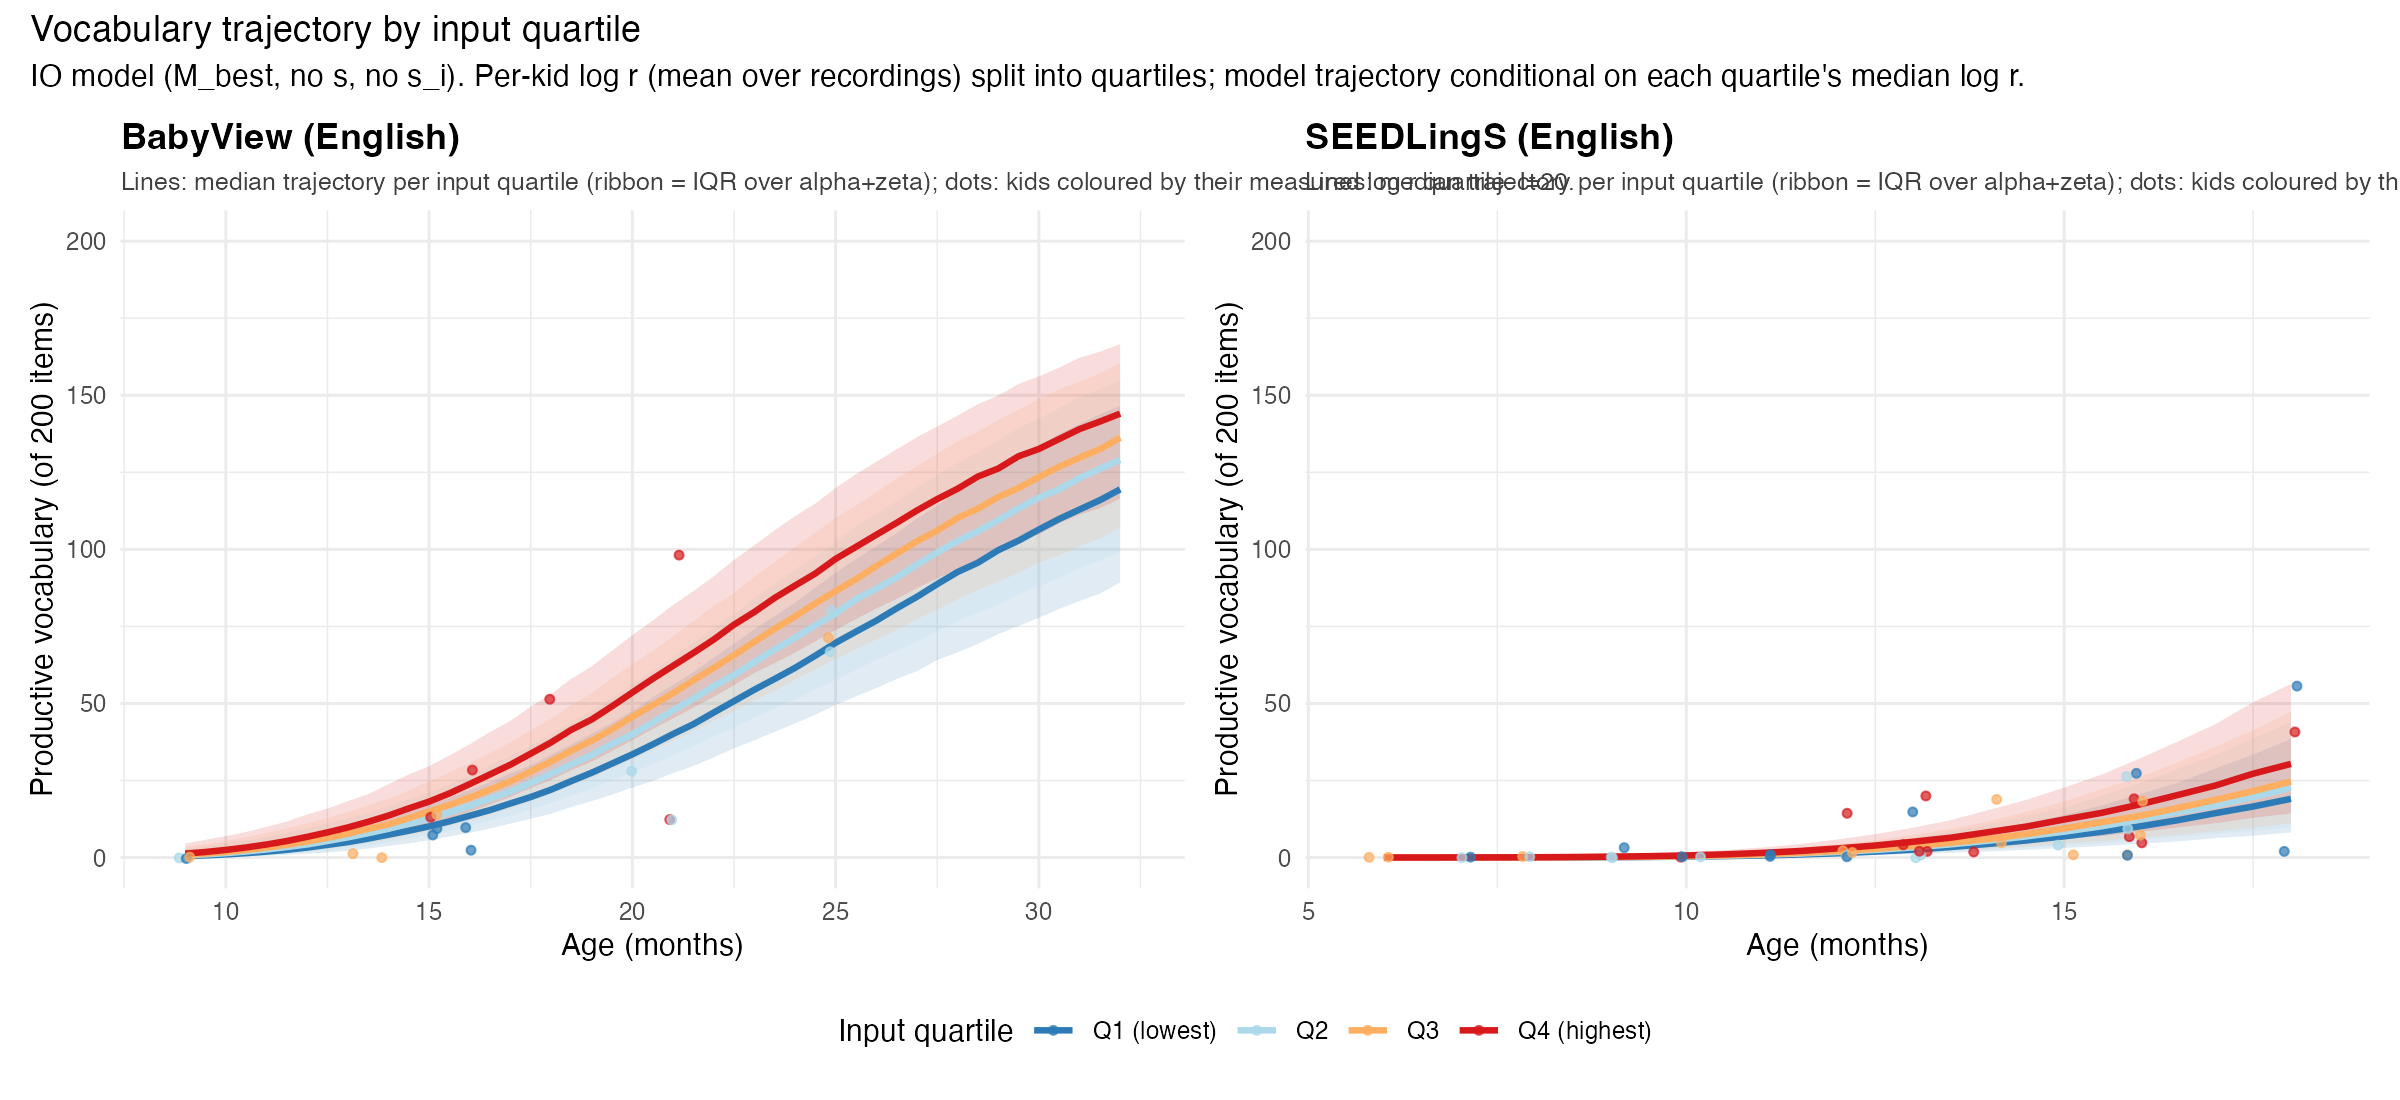 Vocabulary trajectory by input quartile
IO model (M_best, no s, no s_i). Per-kid log r (mean over recordings) split into quartiles; model trajectory conditional on each quartile's median log r.
BabyView (English)
Lines: median trajectory per input quartile (ribbon = IQR over alpha+zeta); dots: kids coloured by their measured log r quartile. I=20.
Productive vocabulary (of 200 items)
200
150
100
50
0
10
15
20
25
30
Age (months)
SEEDLingS (English)
Lines: median trajectory per input quartile (ribbon = IQR over alpha+zeta); dots: kids coloured by th
Productive vocabulary (of 200 items)
200
150
100
50
0
5
10
15
Age (months)
Input quartile
Q1 (lowest)
Q2
Q3
Q4 (highest)